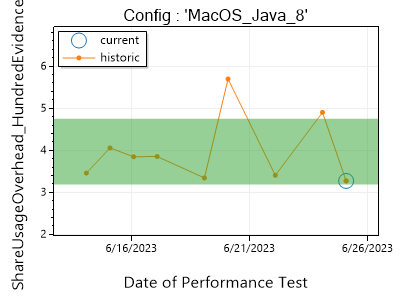 Config : 'MacOS_Java_8'
ShareUsageOverhead_HundredEvidence
current
historic
6
5
4
3
2
6/16/2023
6/21/2023
6/26/2023
Date of Performance Test